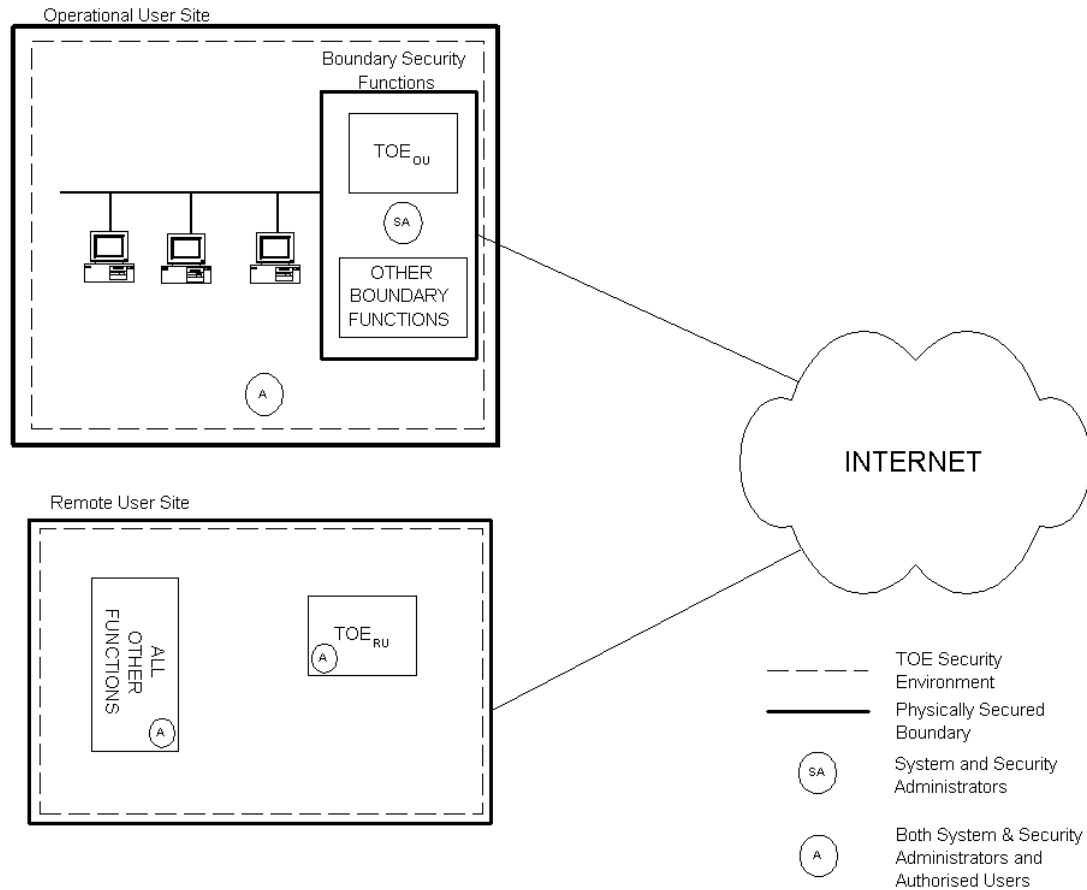 Operational User Site
Boundary Security
Functions
TOE OU
SA
OTHER
BOUNDARY
FUNCTIONS
A
INTERNET
Remote User Site
ALL
OTHER
FUNCTIONS
A
TOE RU
A
TOE Security
Environment
Physically Secured
Boundary
SA
System and Security
Administrators
A
Both System & Security
Administrators and
Authorised Users